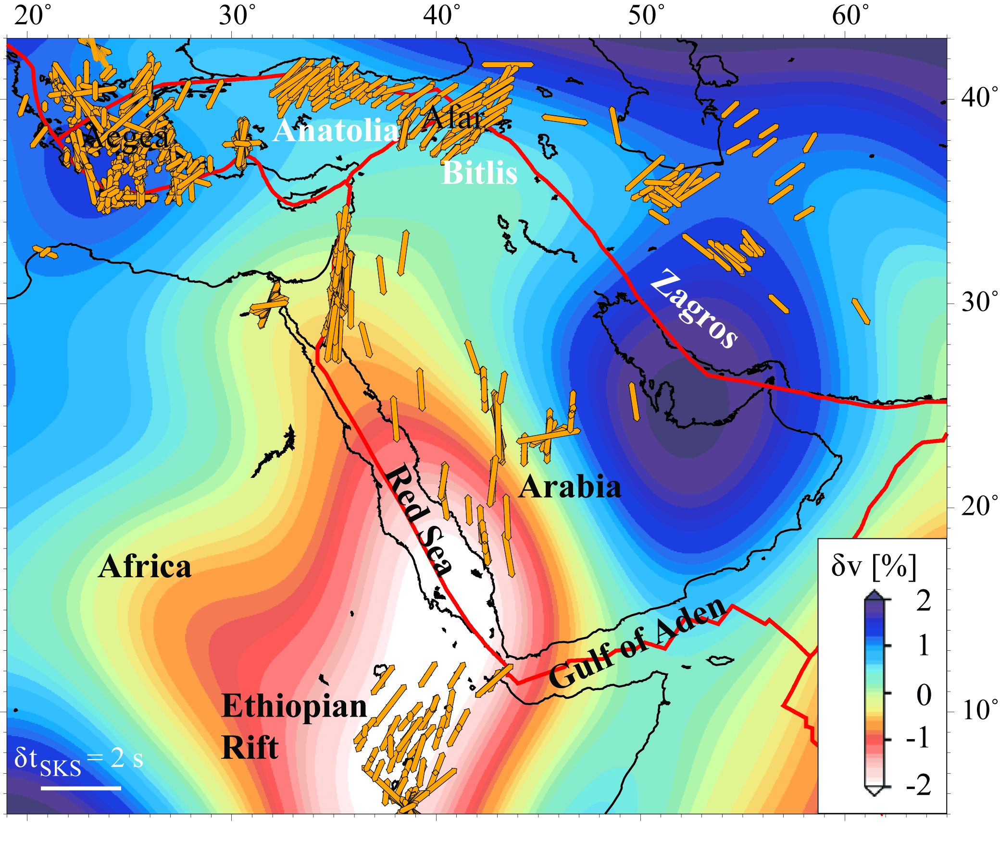 20° 30° 40° 50° 60°
40°
Afar
Anatolia
Aegea
Bitlis
30°
Zagros
Red Sea
Arabia
20°
Africa
δv [%]
2
1
0
-1
-2
Gulf of Aden
Ethiopian
Rift
10°
δtSKS = 2 s